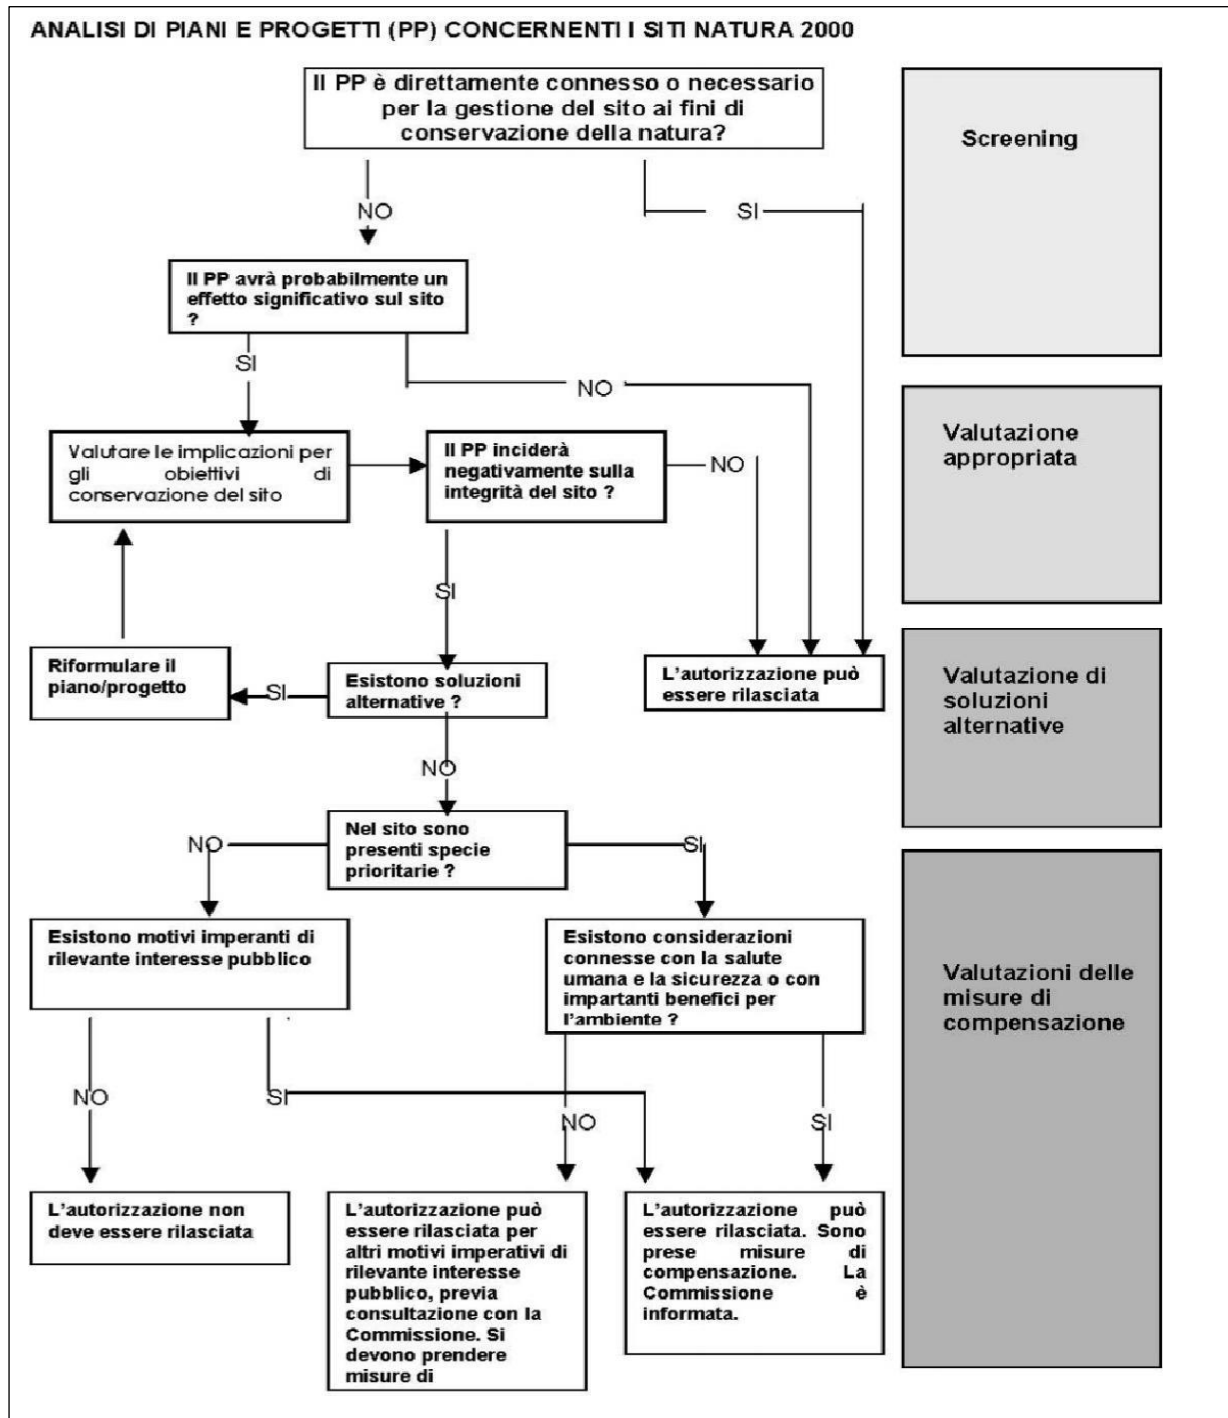 ANALISI DI PIANI E PROGETTI (PP) CONCERNENTI I SITI NATURA 2000
Il PP è direttamente connesso o necessario
per la gestione del sito ai fini di
conservazione della natura?
Screening
NO
SI
Il PP avrà probabilmente un
effetto significativo sul sito
?
SI
NO
Valutare le implicazioni per
gli obiettivi di
conservazione del sito
Il PP inciderà
negativamente sulla
integrità del sito ?
NO
Valutazione
appropriata
SI
Riformulare il
piano/progetto
SI
Esistono soluzioni
alternative ?
L'autorizzazione può
essere rilasciata
Valutazione di
soluzioni
alternative
NO
Nel sito sono
presenti specie
prioritarie ?
NO
SI
Esistono motivi imperanti di
rilevante interesse pubblico
Esistono considerazioni
connesse con la salute
umana e la sicurezza o con
impartanti benefici per
l'ambiente ?
Valutazioni delle
misure di
compensazione
NO
SI
NO
SI
L'autorizzazione non
deve essere rilasciata
L'autorizzazione può
essere rilasciata per
altri motivi imperativi di
rilevante interesse
pubblico, previa
consultazione con la
Commissione. Si
devono prendere
misure di
L'autorizzazione può
essere rilasciata. Sono
prese misure di
compensazione. La
Commissione è
informata.